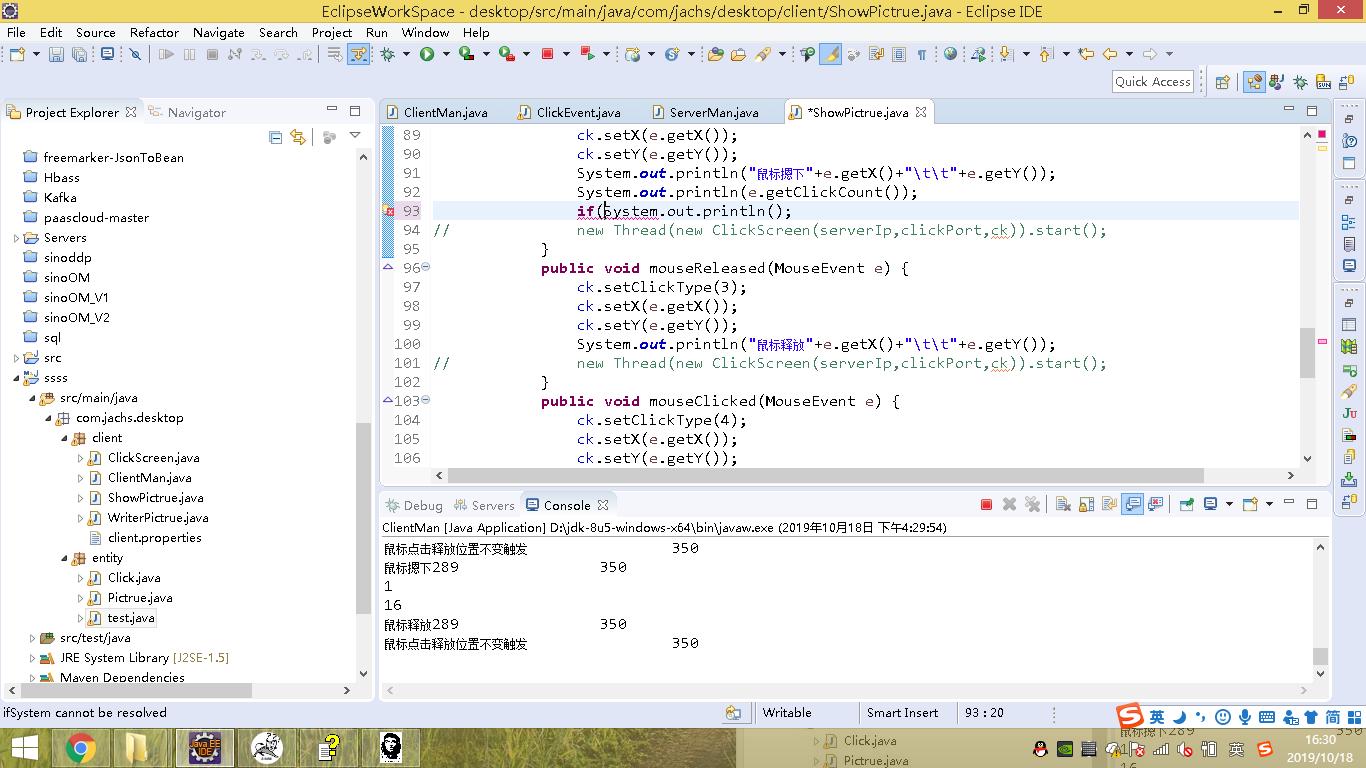 EclipseWorkSpace - desktop/src/main/java/com/jachs/desktop/client/ShowPictrue.java - Eclipse IDE
File Edit Source Refactor Navigate Search Project Run Window Help
Quick Access
Project Explorer
Navigator
freemarker-JsonToBean
Hbass
Kafka
paascloud-master
Servers
sinoddp
sinoOM
sinoOM_V1
sinoOM_V2
sql
src
ssss
src/main/java
com.jachs.desktop
client
ClickScreen.java
ClientMan.java
ShowPictrue.java
WriterPictrue.java
client.properties
entity
Click.java
Pictrue.java
test.java
src/test/java
JRE System Library [J2SE-1.5]
Maven Dependencies
ClientMan.java ClickEvent.java ServerMan.java *ShowPictrue.java
89 ck.setX(e.getX());
90 ck.setY(e.getY());
91 System.out.println("鼠标摁下"+e.getX()+"\t\t"+e.getY());
92 System.out.println(e.getClickCount());
93 if(System.out.println();
94 // new Thread(new ClickScreen(serverIp,clickPort,ck)).start();
95 }
96 public void mouseReleased(MouseEvent e) {
97 ck.setClickType(3);
98 ck.setX(e.getX());
99 ck.setY(e.getY());
100 System.out.println("鼠标释放"+e.getX()+"\t\t"+e.getY());
101 // new Thread(new ClickScreen(serverIp,clickPort,ck)).start();
102 }
103 public void mouseClicked(MouseEvent e) {
104 ck.setClickType(4);
105 ck.setX(e.getX());
106 ck.setY(e.getY());
Debug Servers Console
ClientMan [Java Application] D:\jdk-8u5-windows-x64\bin\javaw.exe (2019年10月18日 下午4:29:54)
鼠标点击释放位置不变触发 350
鼠标摁下289 350
1
16
鼠标释放289 350
鼠标点击释放位置不变触发 350
ifSystem cannot be resolved
Writable
Smart Insert
93 : 20
英
简
Java EE
IDE
Click.java
Pictrue.java
鼠标摁下289 350
16
英
16:30
2019/10/18